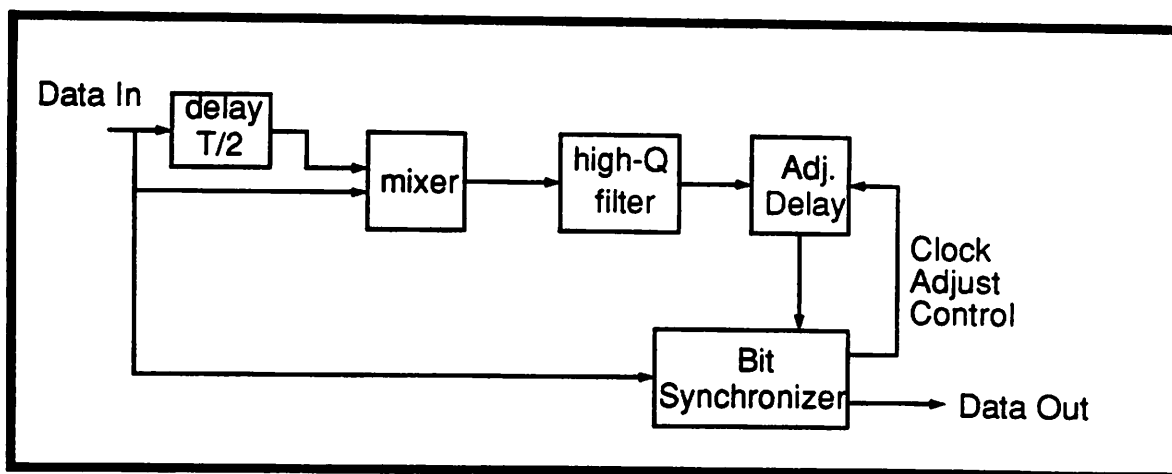 Data In
delay
T/2
mixer
high-Q
filter
Adj.
Delay
Clock
Adjust
Control
Bit
Synchronizer
Data Out